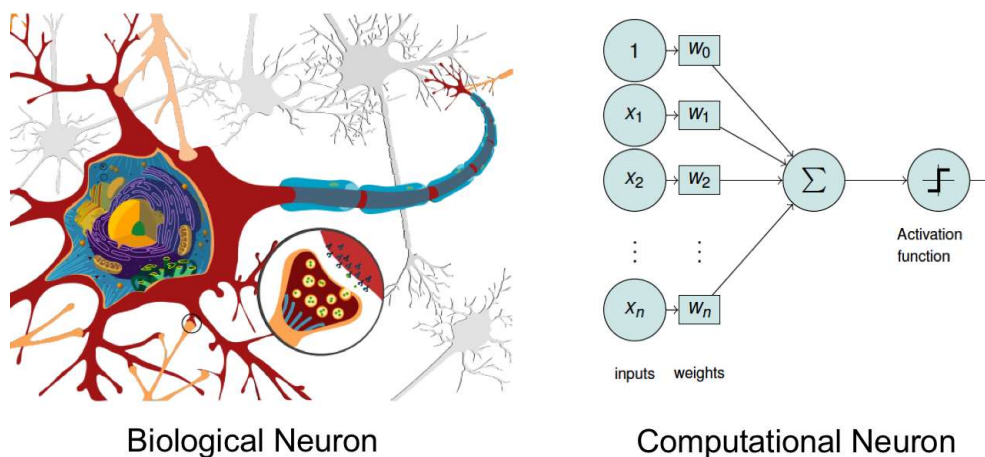 1 w₀
x₁ w₁
x₂ w₂ Σ
⋮ ⋮
Activation
function
xₙ wₙ
inputs weights
Biological Neuron
Computational Neuron